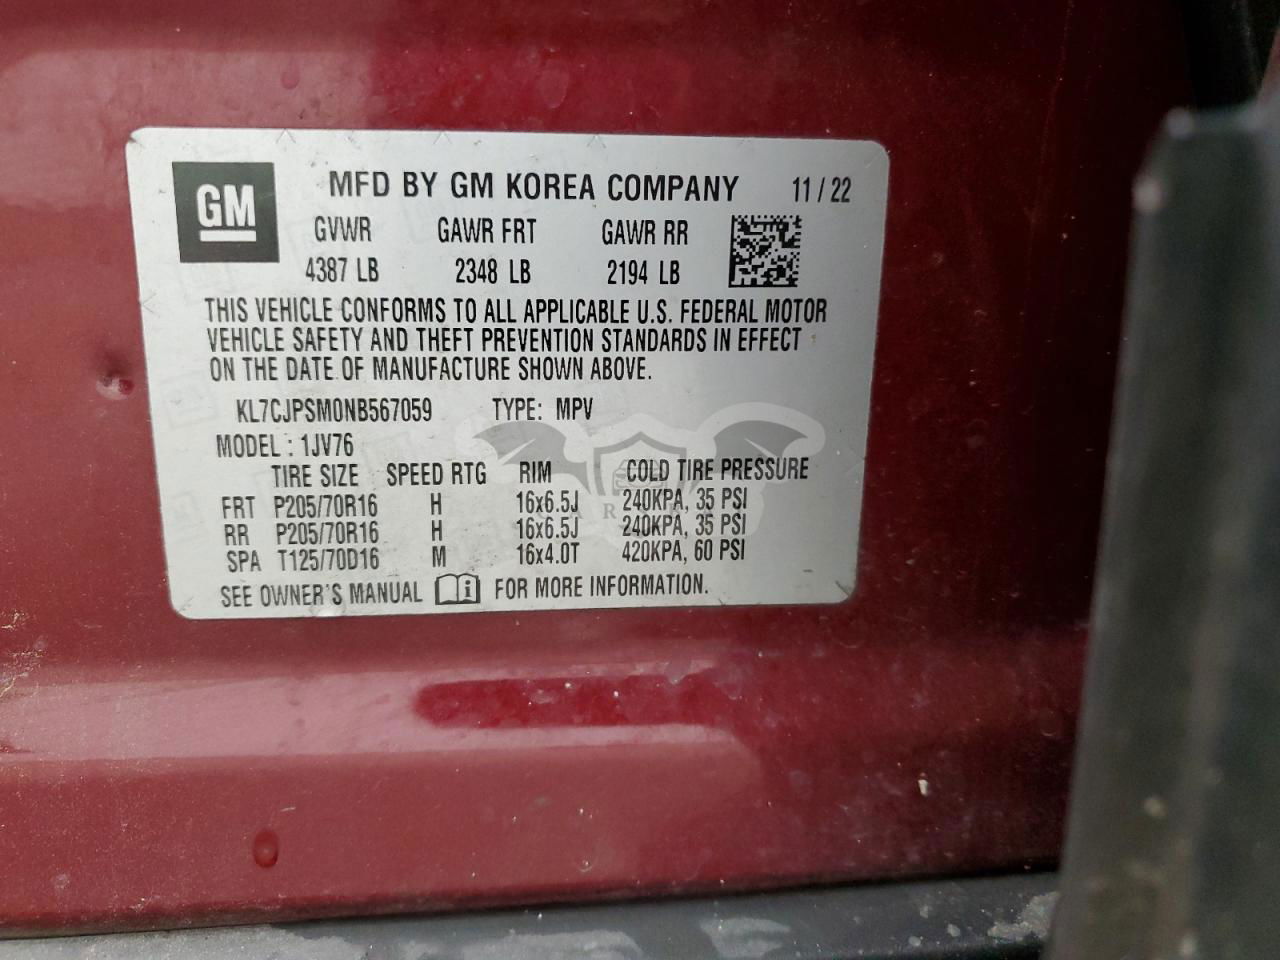 GM
MFD BY GM KOREA COMPANY 11/22
GVWR GAWR FRT GAWR RR
4387 LB 2348 LB 2194 LB
THIS VEHICLE CONFORMS TO ALL APPLICABLE U.S. FEDERAL MOTOR
VEHICLE SAFETY AND THEFT PREVENTION STANDARDS IN EFFECT
ON THE DATE OF MANUFACTURE SHOWN ABOVE.
KL7CJPSM0NB567059 TYPE: MPV
MODEL : 1JV76
TIRE SIZE SPEED RTG RIM COLD TIRE PRESSURE
FRT P205/70R16 H 16x6.5J 240KPA, 35 PSI
RR P205/70R16 H 16x6.5J 240KPA, 35 PSI
SPA T125/70D16 M 16x4.0T 420KPA, 60 PSI
SEE OWNER'S MANUAL FOR MORE INFORMATION.